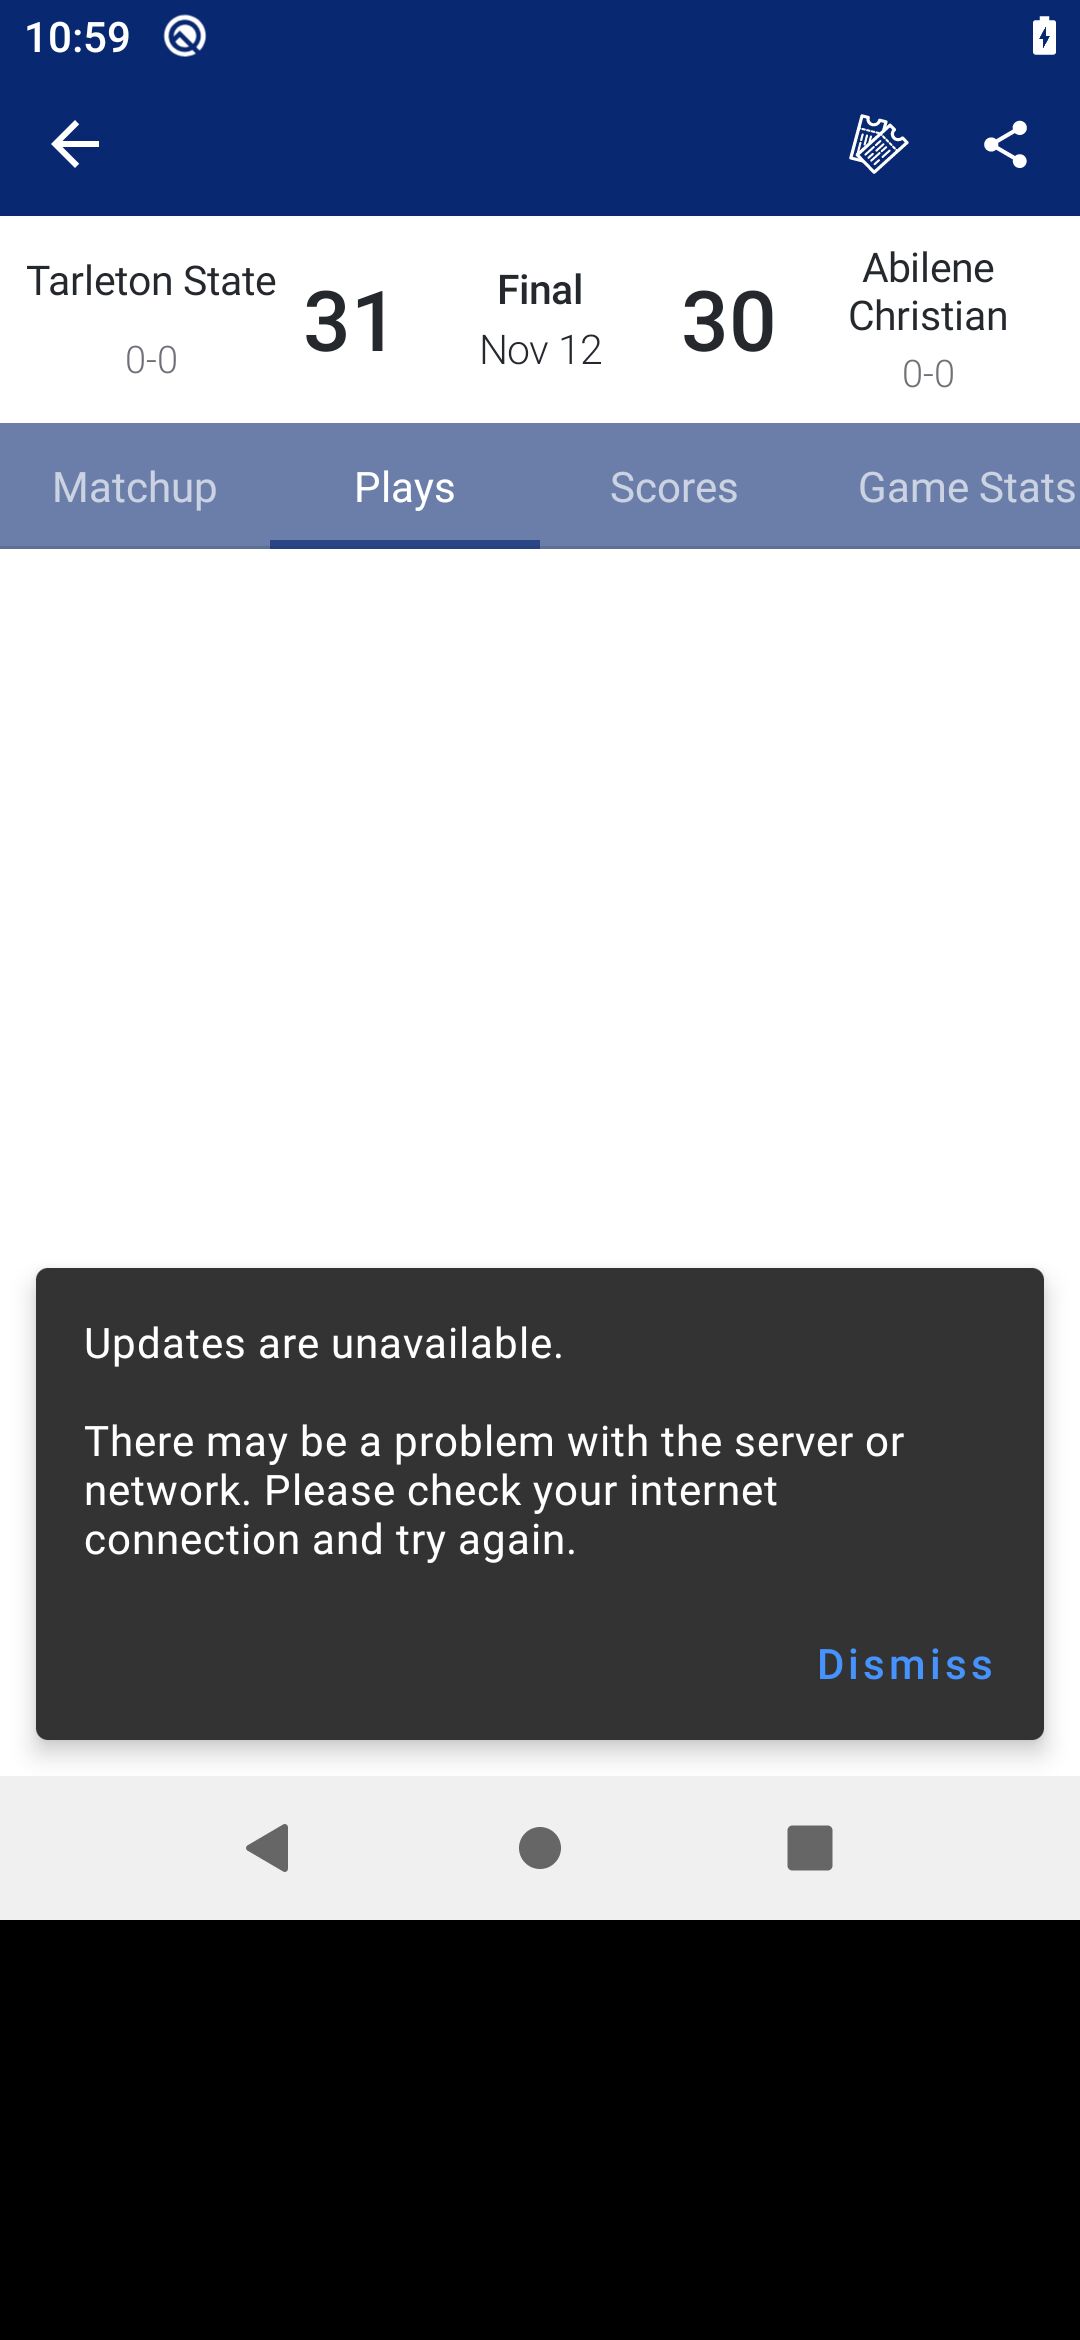 10:59
Tarleton State
0-0
31
Final
Nov 12
30
Abilene
Christian
0-0
Matchup
Plays
Scores
Game Stats
Updates are unavailable.
There may be a problem with the server or
network. Please check your internet
connection and try again.
Dismiss